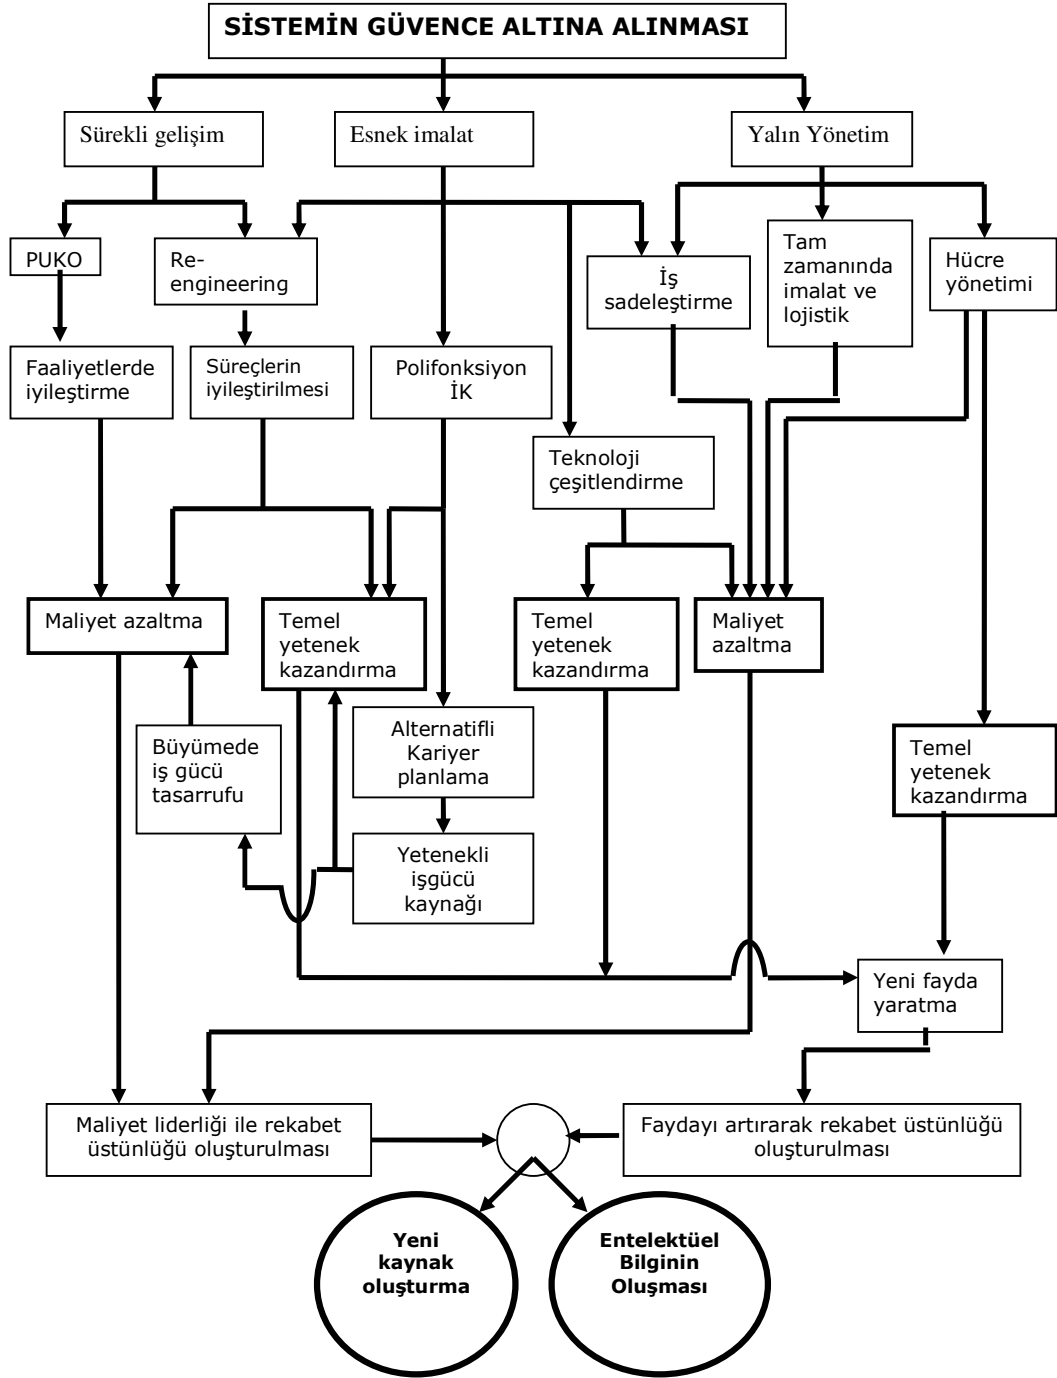 SİSTEMİN GÜVENCE ALTINA ALINMASI
Sürekli gelişim
Esnek imalat
Yalın Yönetim
PUKO
Re-
engineering
İş
sadeleştirme
Tam
zamanında
imalat ve
lojistik
Hücre
yönetimi
Faaliyetlerde
iyileştirme
Süreçlerin
iyileştirilmesi
Polifonksiyon
İK
Teknoloji
çeşitlendirme
Maliyet azaltma
Temel
yetenek
kazandırma
Temel
yetenek
kazandırma
Maliyet
azaltma
Büyümede
iş gücü
tasarrufu
Alternatifli
Kariyer
planlama
Temel
yetenek
kazandırma
Yetenekli
işgücü
kaynağı
Yeni fayda
yaratma
Maliyet liderliği ile rekabet
üstünlüğü oluşturulması
Faydayı artırarak rekabet üstünlüğü
oluşturulması
Yeni
kaynak
oluşturma
Entelektüel
Bilginin
Oluşması